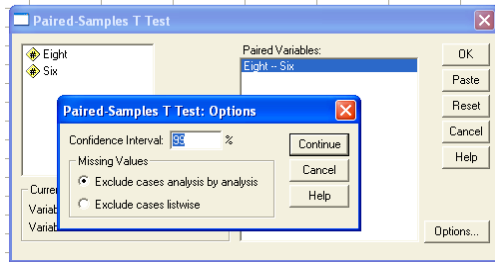 Paired-Samples T Test
Eight
Six
Paired Variables:
Eight -- Six
OK
Paste
Reset
Cancel
Help
Paired-Samples T Test: Options
Confidence Interval: 99 %
Missing Values
Exclude cases analysis by analysis
Exclude cases listwise
Continue
Cancel
Help
Curre
Variab
Variab
Options...